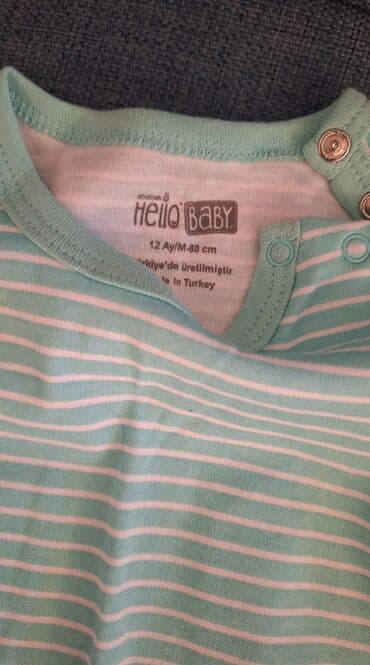 Hello BABY
12 Ay/M-80 cm
rkiye'de üretilmiştir
de in Turkey